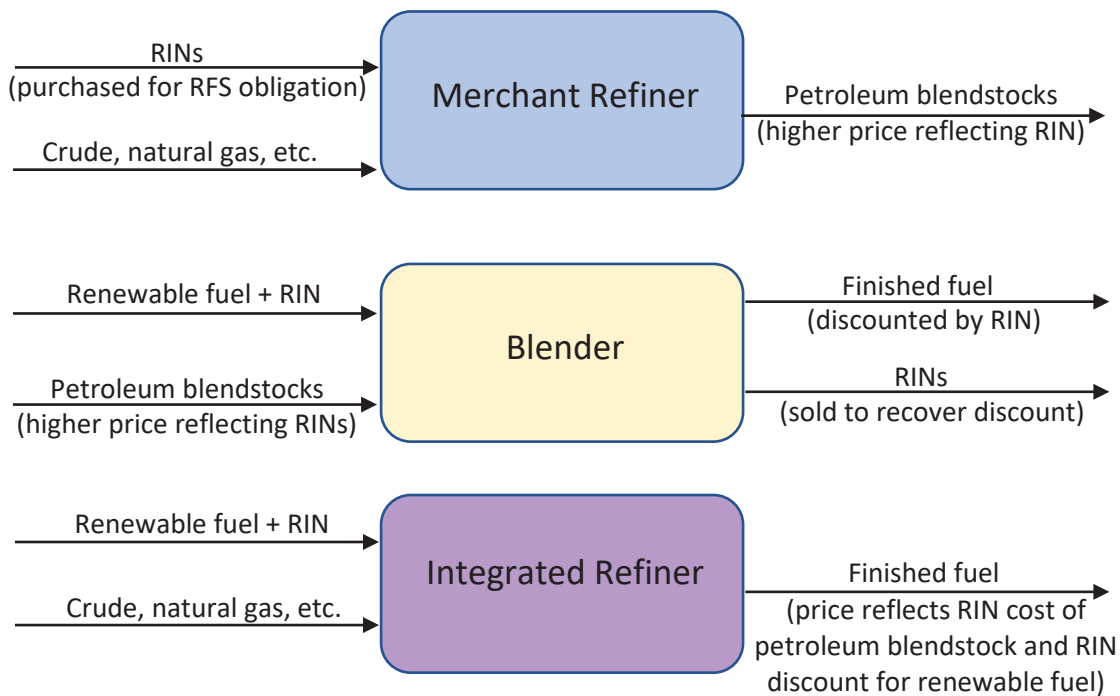 RINs
(purchased for RFS obligation)
Crude, natural gas, etc.
Merchant Refiner
Petroleum blendstocks
(higher price reflecting RIN)
Renewable fuel + RIN
Petroleum blendstocks
(higher price reflecting RINs)
Blender
Finished fuel
(discounted by RIN)
RINs
(sold to recover discount)
Renewable fuel + RIN
Crude, natural gas, etc.
Integrated Refiner
Finished fuel
(price reflects RIN cost of
petroleum blendstock and RIN
discount for renewable fuel)